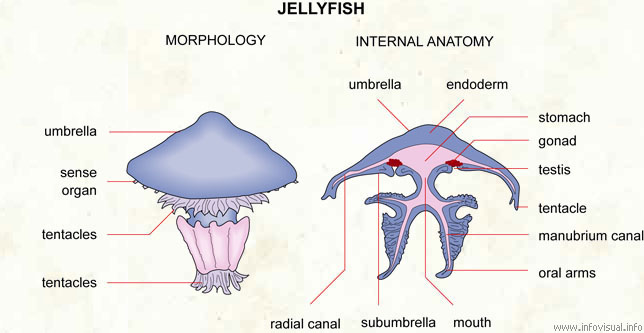 JELLYFISH
MORPHOLOGY
INTERNAL ANATOMY
umbrella
sense
organ
tentacles
tentacles
umbrella
endoderm
stomach
gonad
testis
tentacle
manubrium canal
oral arms
radial canal
subumbrella
mouth
www.infovisual.info